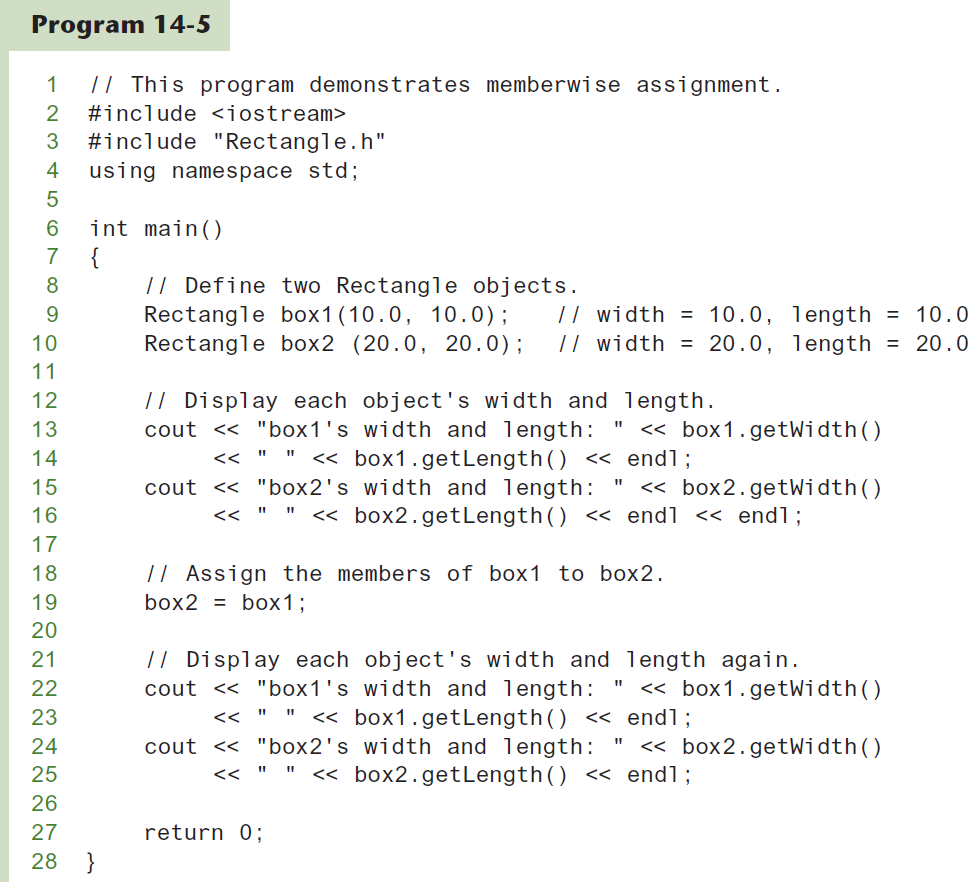 Program 14-5
1 // This program demonstrates memberwise assignment.
2 #include <iostream>
3 #include "Rectangle.h"
4 using namespace std;
5
6 int main()
7 {
8     // Define two Rectangle objects.
9     Rectangle box1(10.0, 10.0);   // width = 10.0, length = 10.0
10     Rectangle box2 (20.0, 20.0);  // width = 20.0, length = 20.0
11
12     // Display each object's width and length.
13     cout << "box1's width and length: " << box1.getWidth()
14          << " " << box1.getLength() << endl;
15     cout << "box2's width and length: " << box2.getWidth()
16          << " " << box2.getLength() << endl << endl;
17
18     // Assign the members of box1 to box2.
19     box2 = box1;
20
21     // Display each object's width and length again.
22     cout << "box1's width and length: " << box1.getWidth()
23          << " " << box1.getLength() << endl;
24     cout << "box2's width and length: " << box2.getWidth()
25          << " " << box2.getLength() << endl;
26
27     return 0;
28 }